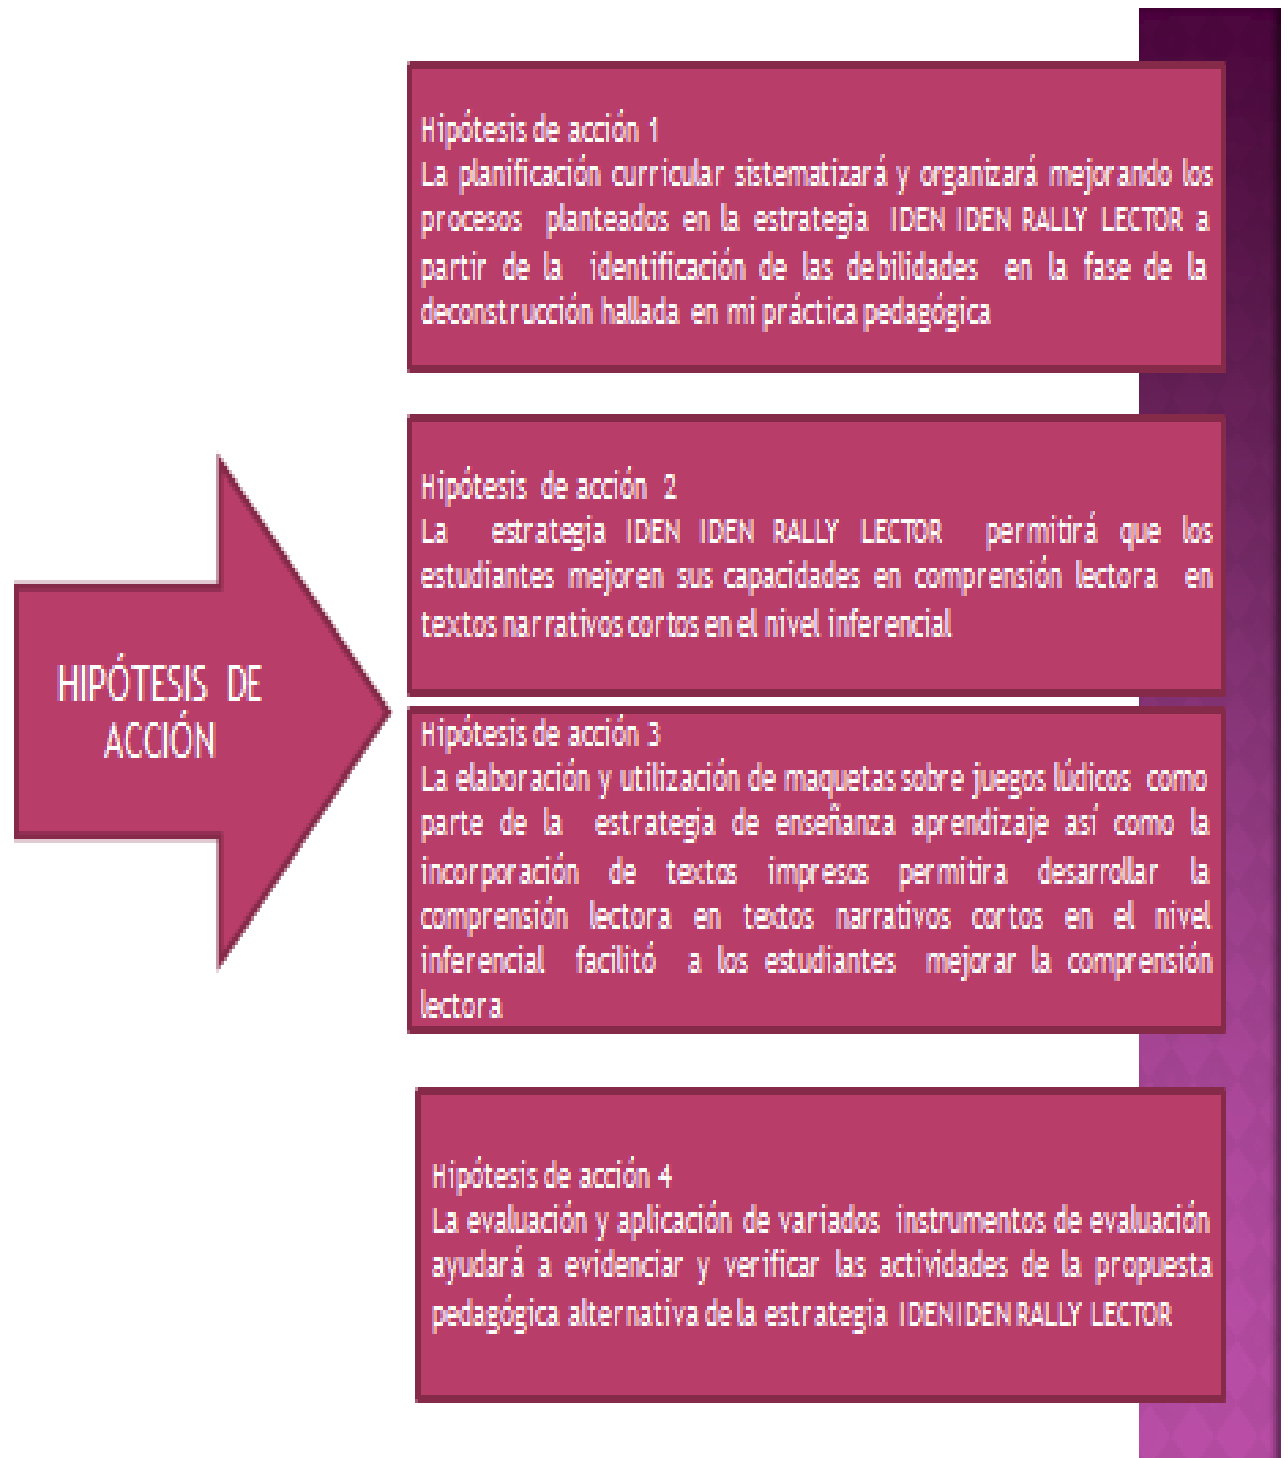 Hipótesis de acción 1
La planificación curricular sistematizará y organizará mejorando los
procesos planteados en la estrategia IDEN IDEN RALLY LECTOR a
partir de la identificación de las debilidades en la fase de la
deconstrucción hallada en mi práctica pedagógica
Hipótesis de acción 2
La estrategia IDEN IDEN RALLY LECTOR permitirá que los
estudiantes mejoren sus capacidades en comprensión lectora en
textos narrativos cortos en el nivel inferencial
HIPÓTESIS DE
ACCIÓN
Hipótesis de acción 3
La elaboración y utilización de maquetas sobre juegos lúdicos como
parte de la estrategia de enseñanza aprendizaje así como la
incorporación de textos impresos permitira desarrollar la
comprensión lectora en textos narrativos cortos en el nivel
inferencial facilitó a los estudiantes mejorar la comprensión
lectora
Hipótesis de acción 4
La evaluación y aplicación de variados instrumentos de evaluación
ayudará a evidenciar y verificar las actividades de la propuesta
pedagógica alternativa de la estrategia IDEN IDEN RALLY LECTOR